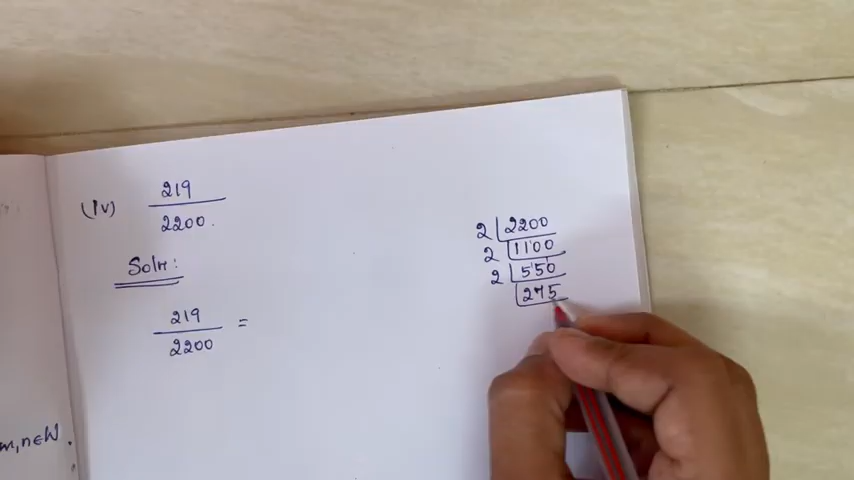 (iv) 219
2200.
Soln:
219
2200 =
2 | 2200
2 | 1100
2 | 550
275
m,n∈W.